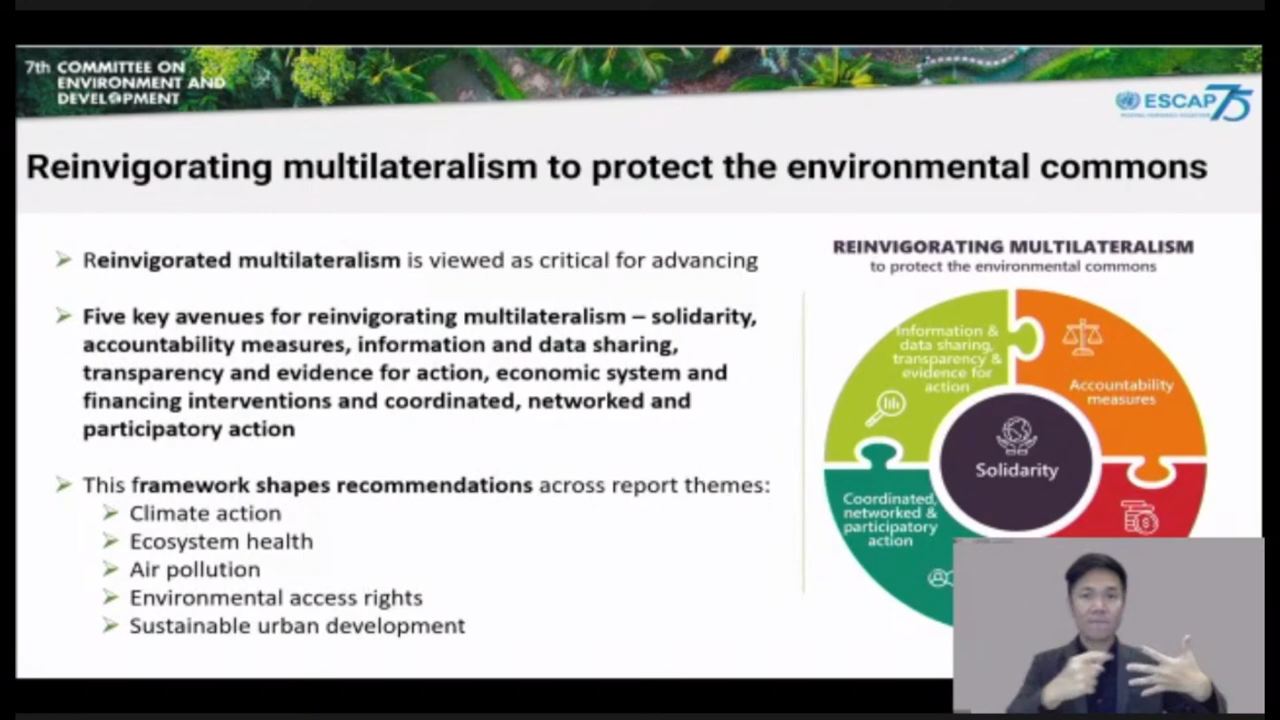 7th COMMITTEE ON
ENVIRONMENT AND
DEVELOPMENT
ESCAP 75
Reinvigorating multilateralism to protect the environmental commons
Reinvigorated multilateralism is viewed as critical for advancing
Five key avenues for reinvigorating multilateralism – solidarity,
accountability measures, information and data sharing,
transparency and evidence for action, economic system and
financing interventions and coordinated, networked and
participatory action
This framework shapes recommendations across report themes:
Climate action
Ecosystem health
Air pollution
Environmental access rights
Sustainable urban development
REINVIGORATING MULTILATERALISM
to protect the environmental commons
Information &
data sharing,
transparency &
evidence for
action
Accountability
measures
Solidarity
Coordinated,
networked &
participatory
action